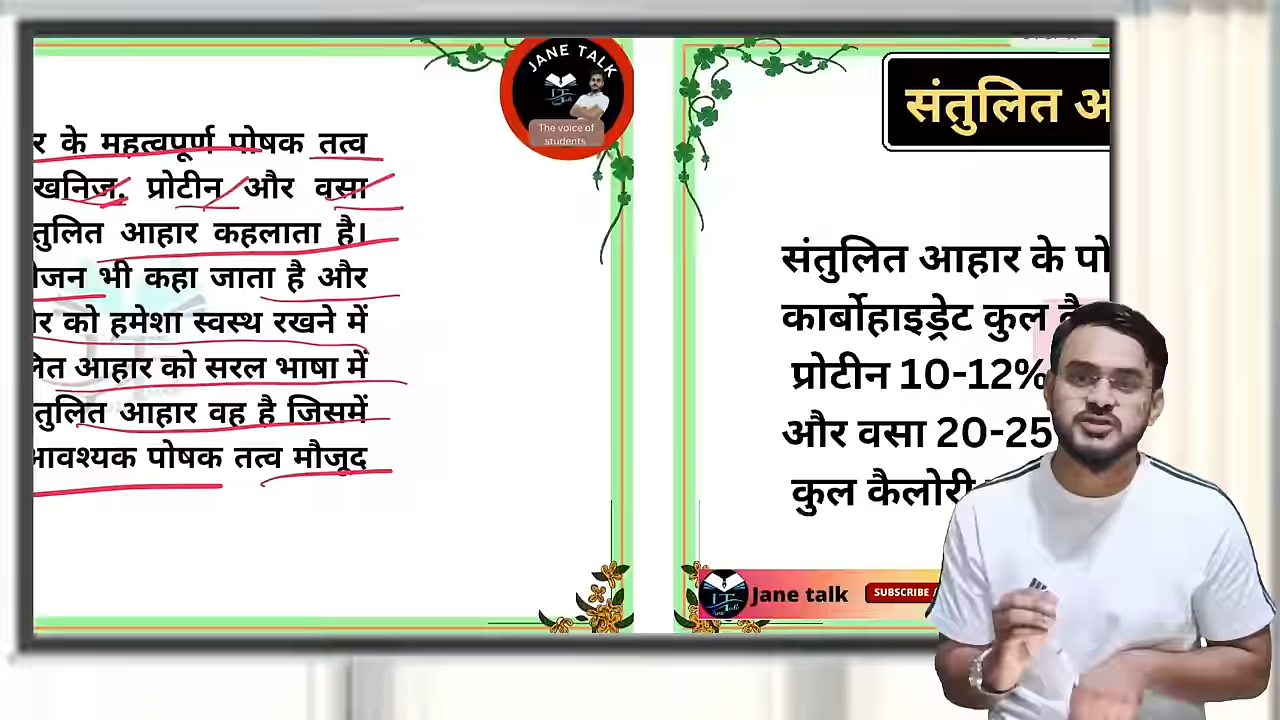 JANE TALK
The voice of
students
के महत्वपूर्ण पोषक तत्व
खनिज, प्रोटीन और वसा
आहार कहलाता है।
भी कहा जाता है और
को हमेशा स्वस्थ रखने में
आहार को सरल भाषा में
आहार वह है जिसमें
आवश्यक पोषक तत्व मौजूद
संतुलित
संतुलित आहार के
कार्बोहाइड्रेट कुल
प्रोटीन 10-12%
और वसा 20-25
कुल कैलोरी
Jane talk
SUBSCRIBE